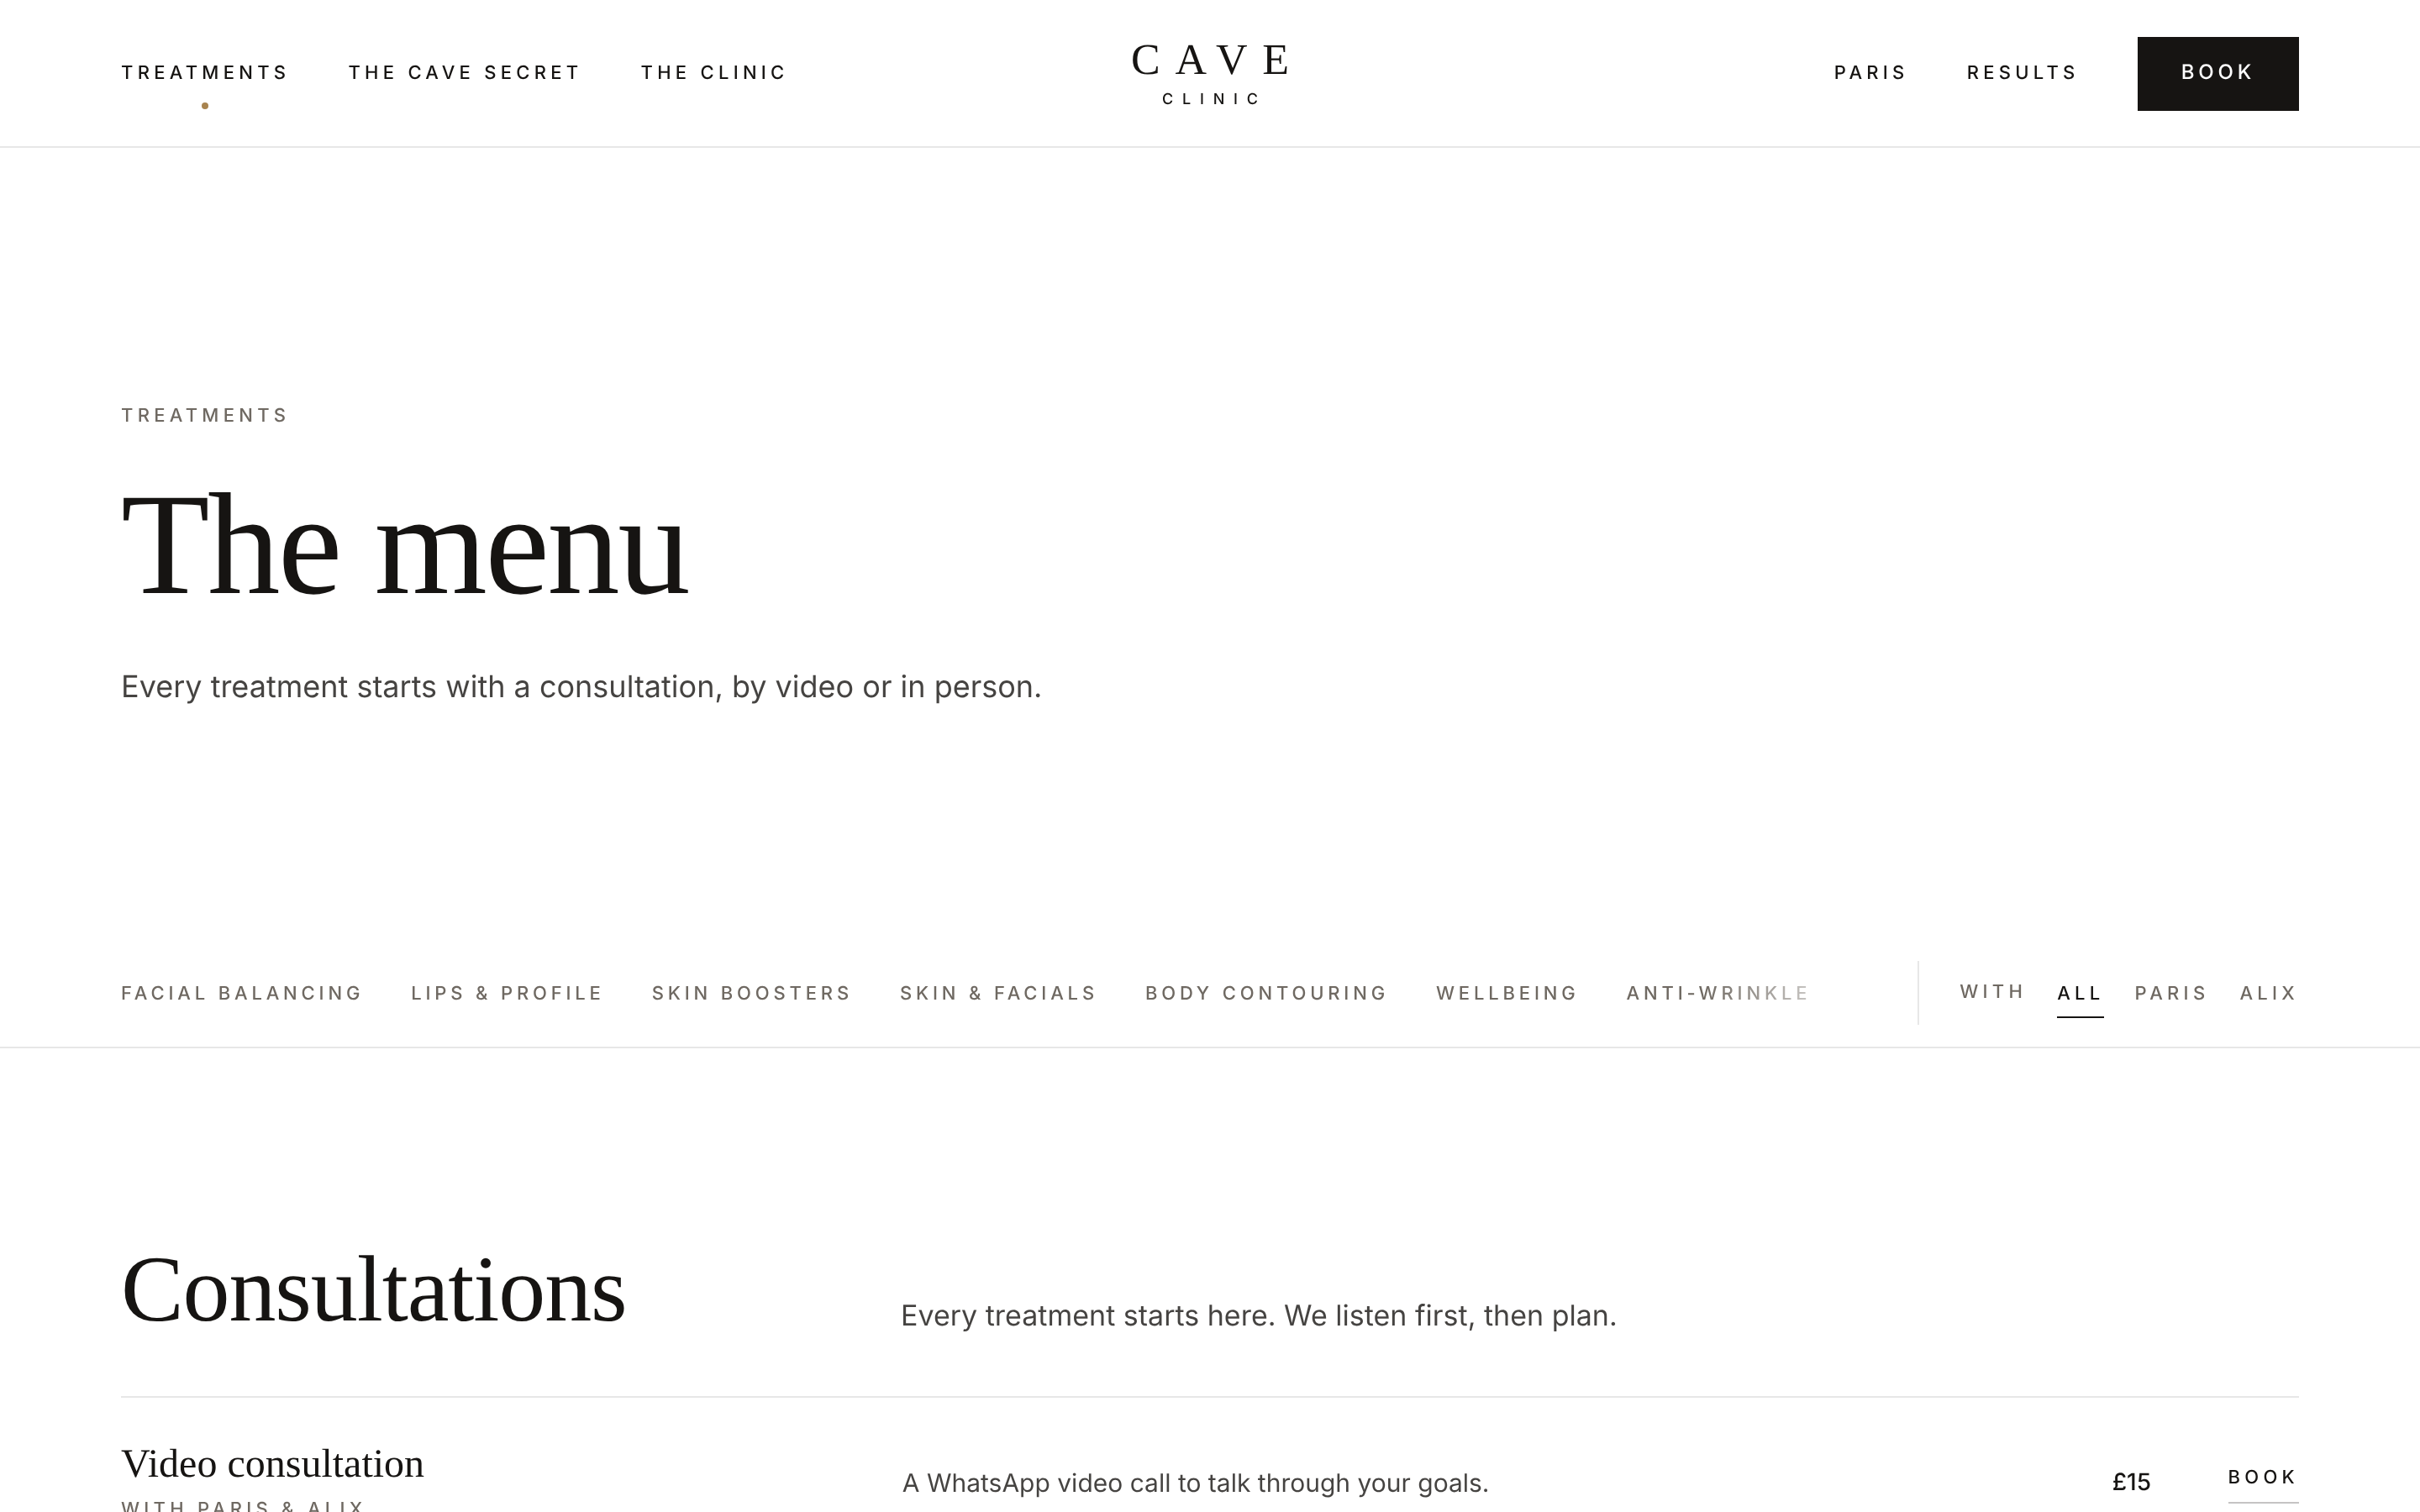 TREATMENTS THE CAVE SECRET THE CLINIC
CAVE
CLINIC
PARIS RESULTS BOOK
TREATMENTS
The menu
Every treatment starts with a consultation, by video or in person.
FACIAL BALANCING LIPS & PROFILE SKIN BOOSTERS SKIN & FACIALS BODY CONTOURING WELLBEING ANTI-WRINKLE
WITH ALL PARIS ALIX
Consultations
Every treatment starts here. We listen first, then plan.
Video consultation
A WhatsApp video call to talk through your goals.
£15 BOOK
WITH PARIS & ALIX